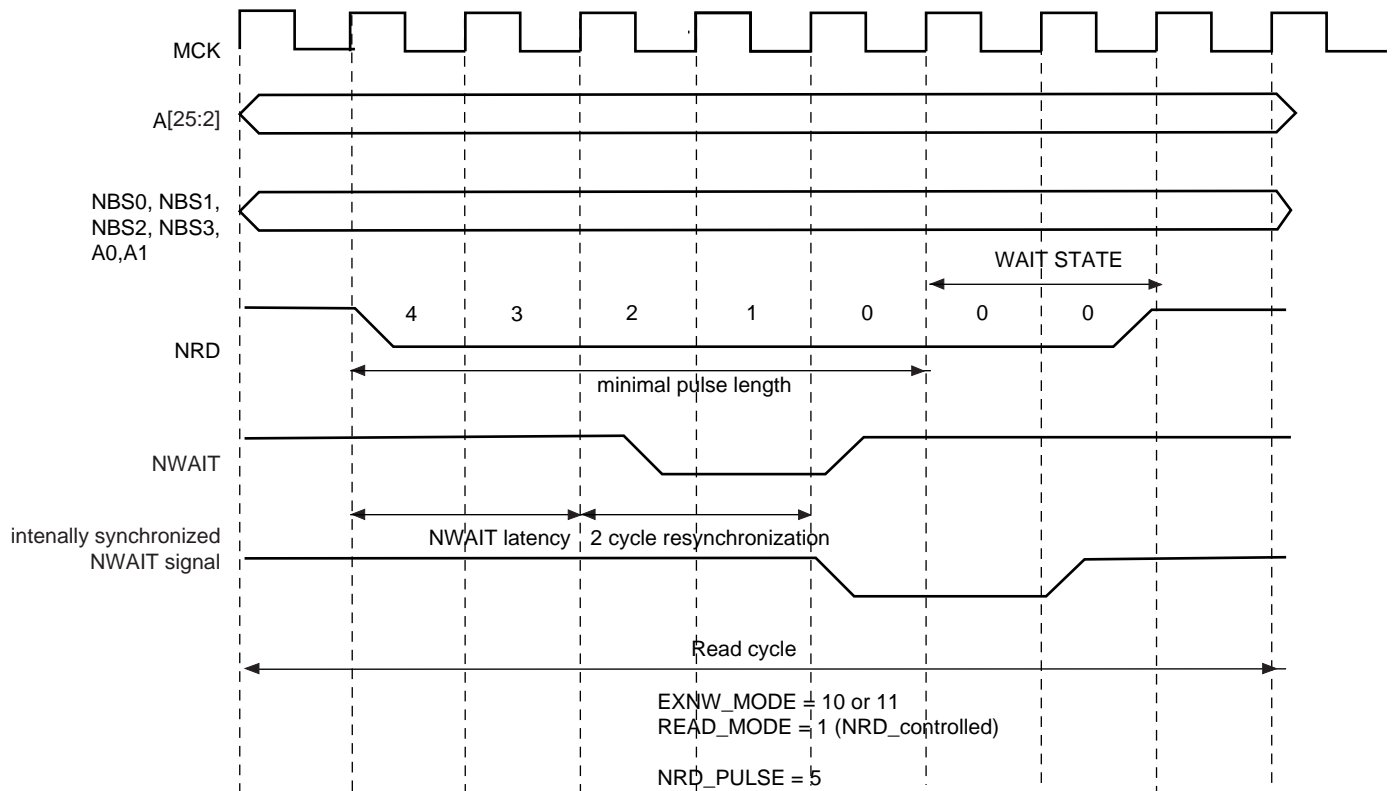 MCK
A[25:2]
NBS0, NBS1,
NBS2, NBS3,
A0,A1
WAIT STATE
4 3 2 1 0 0 0
NRD
minimal pulse length
NWAIT
intenally synchronized
NWAIT signal
NWAIT latency 2 cycle resynchronization
Read cycle
EXNW_MODE = 10 or 11
READ_MODE = 1 (NRD_controlled)
NRD_PULSE = 5